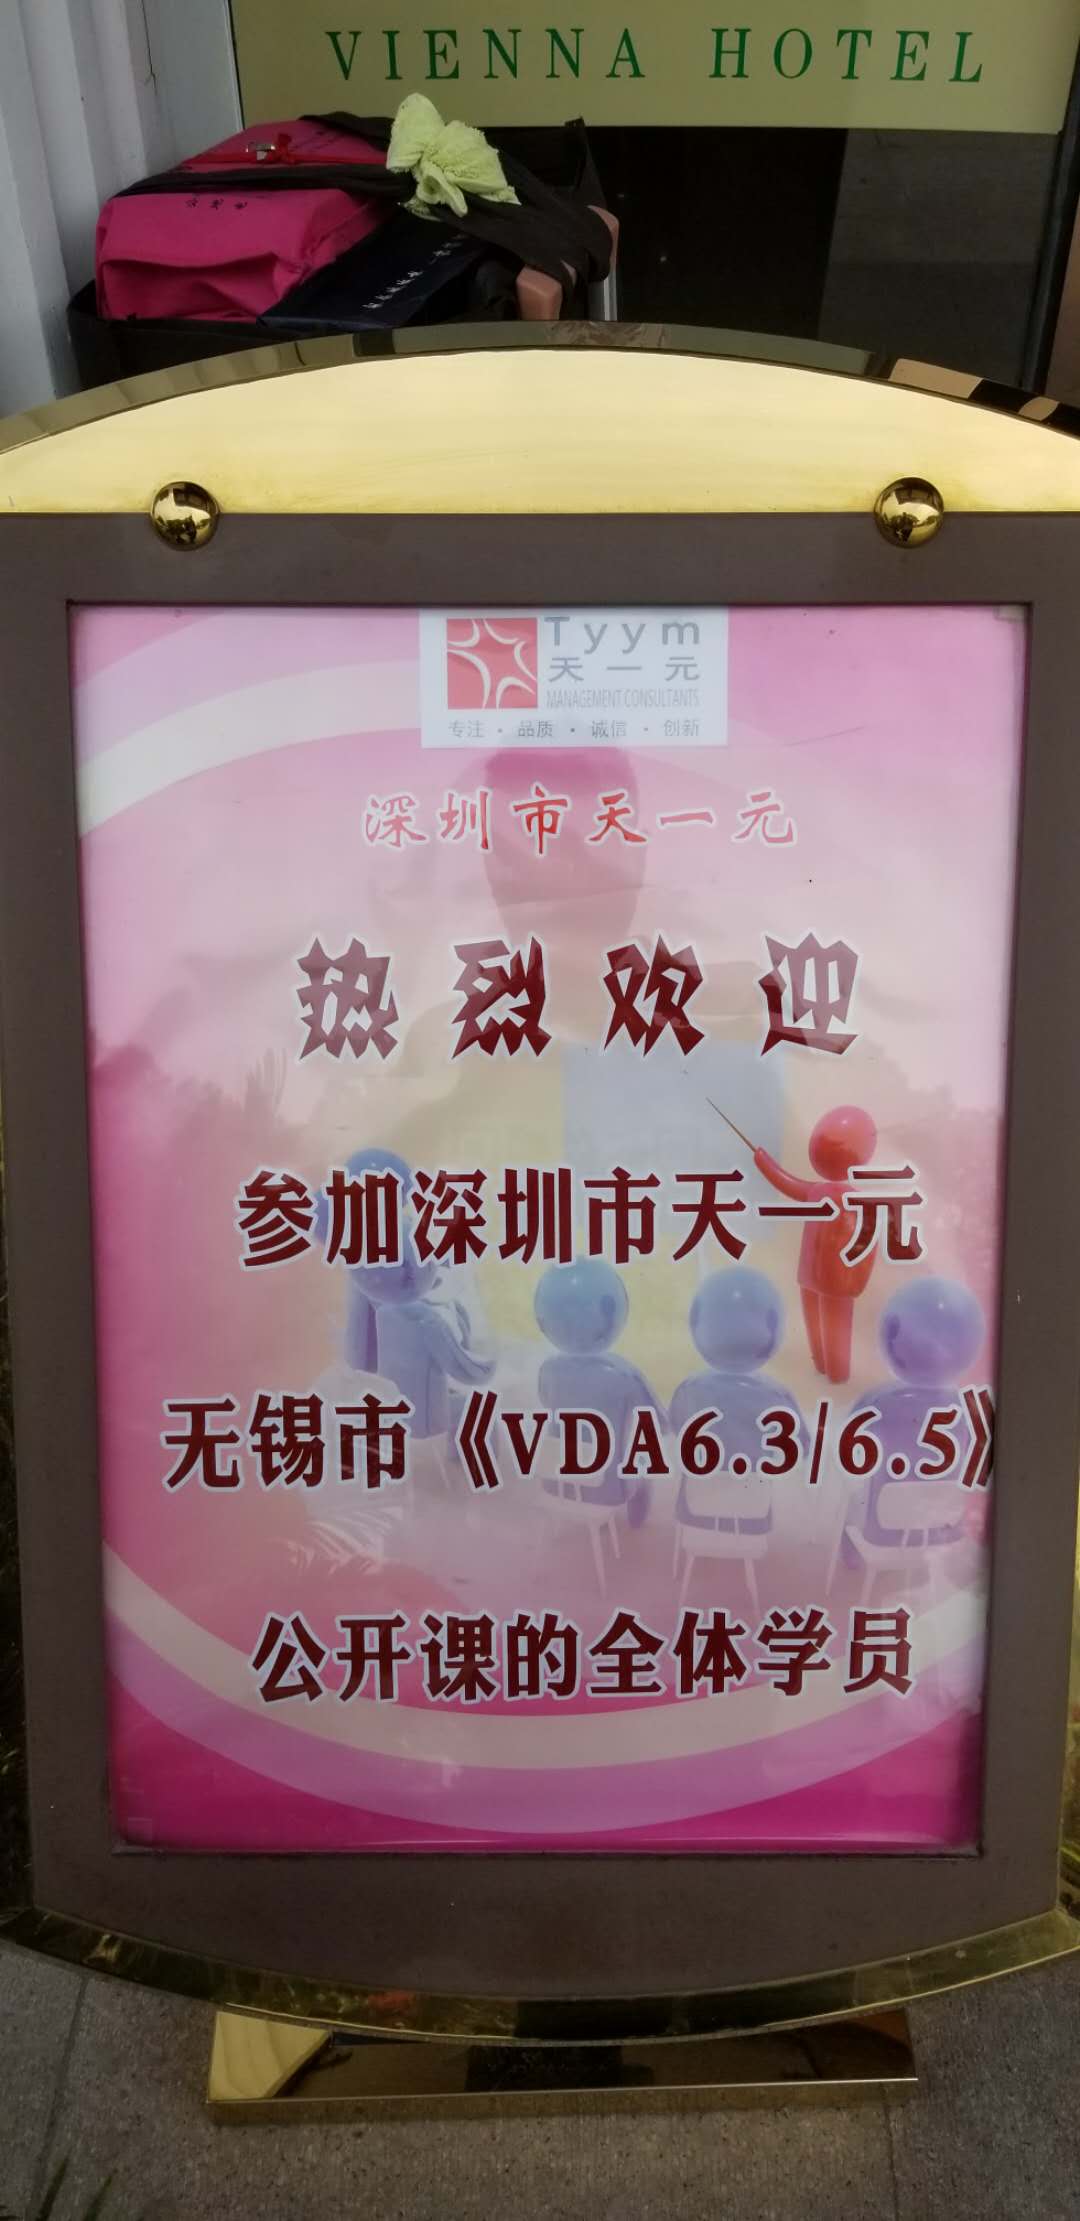 VIENNA HOTEL
Tyym
天一元
MANAGEMENT CONSULTANTS
专注·品质·诚信·创新
深圳市天一元
热烈欢迎
参加深圳市天一元
无锡市《VDA6.3/6.5》
公开课的全体学员